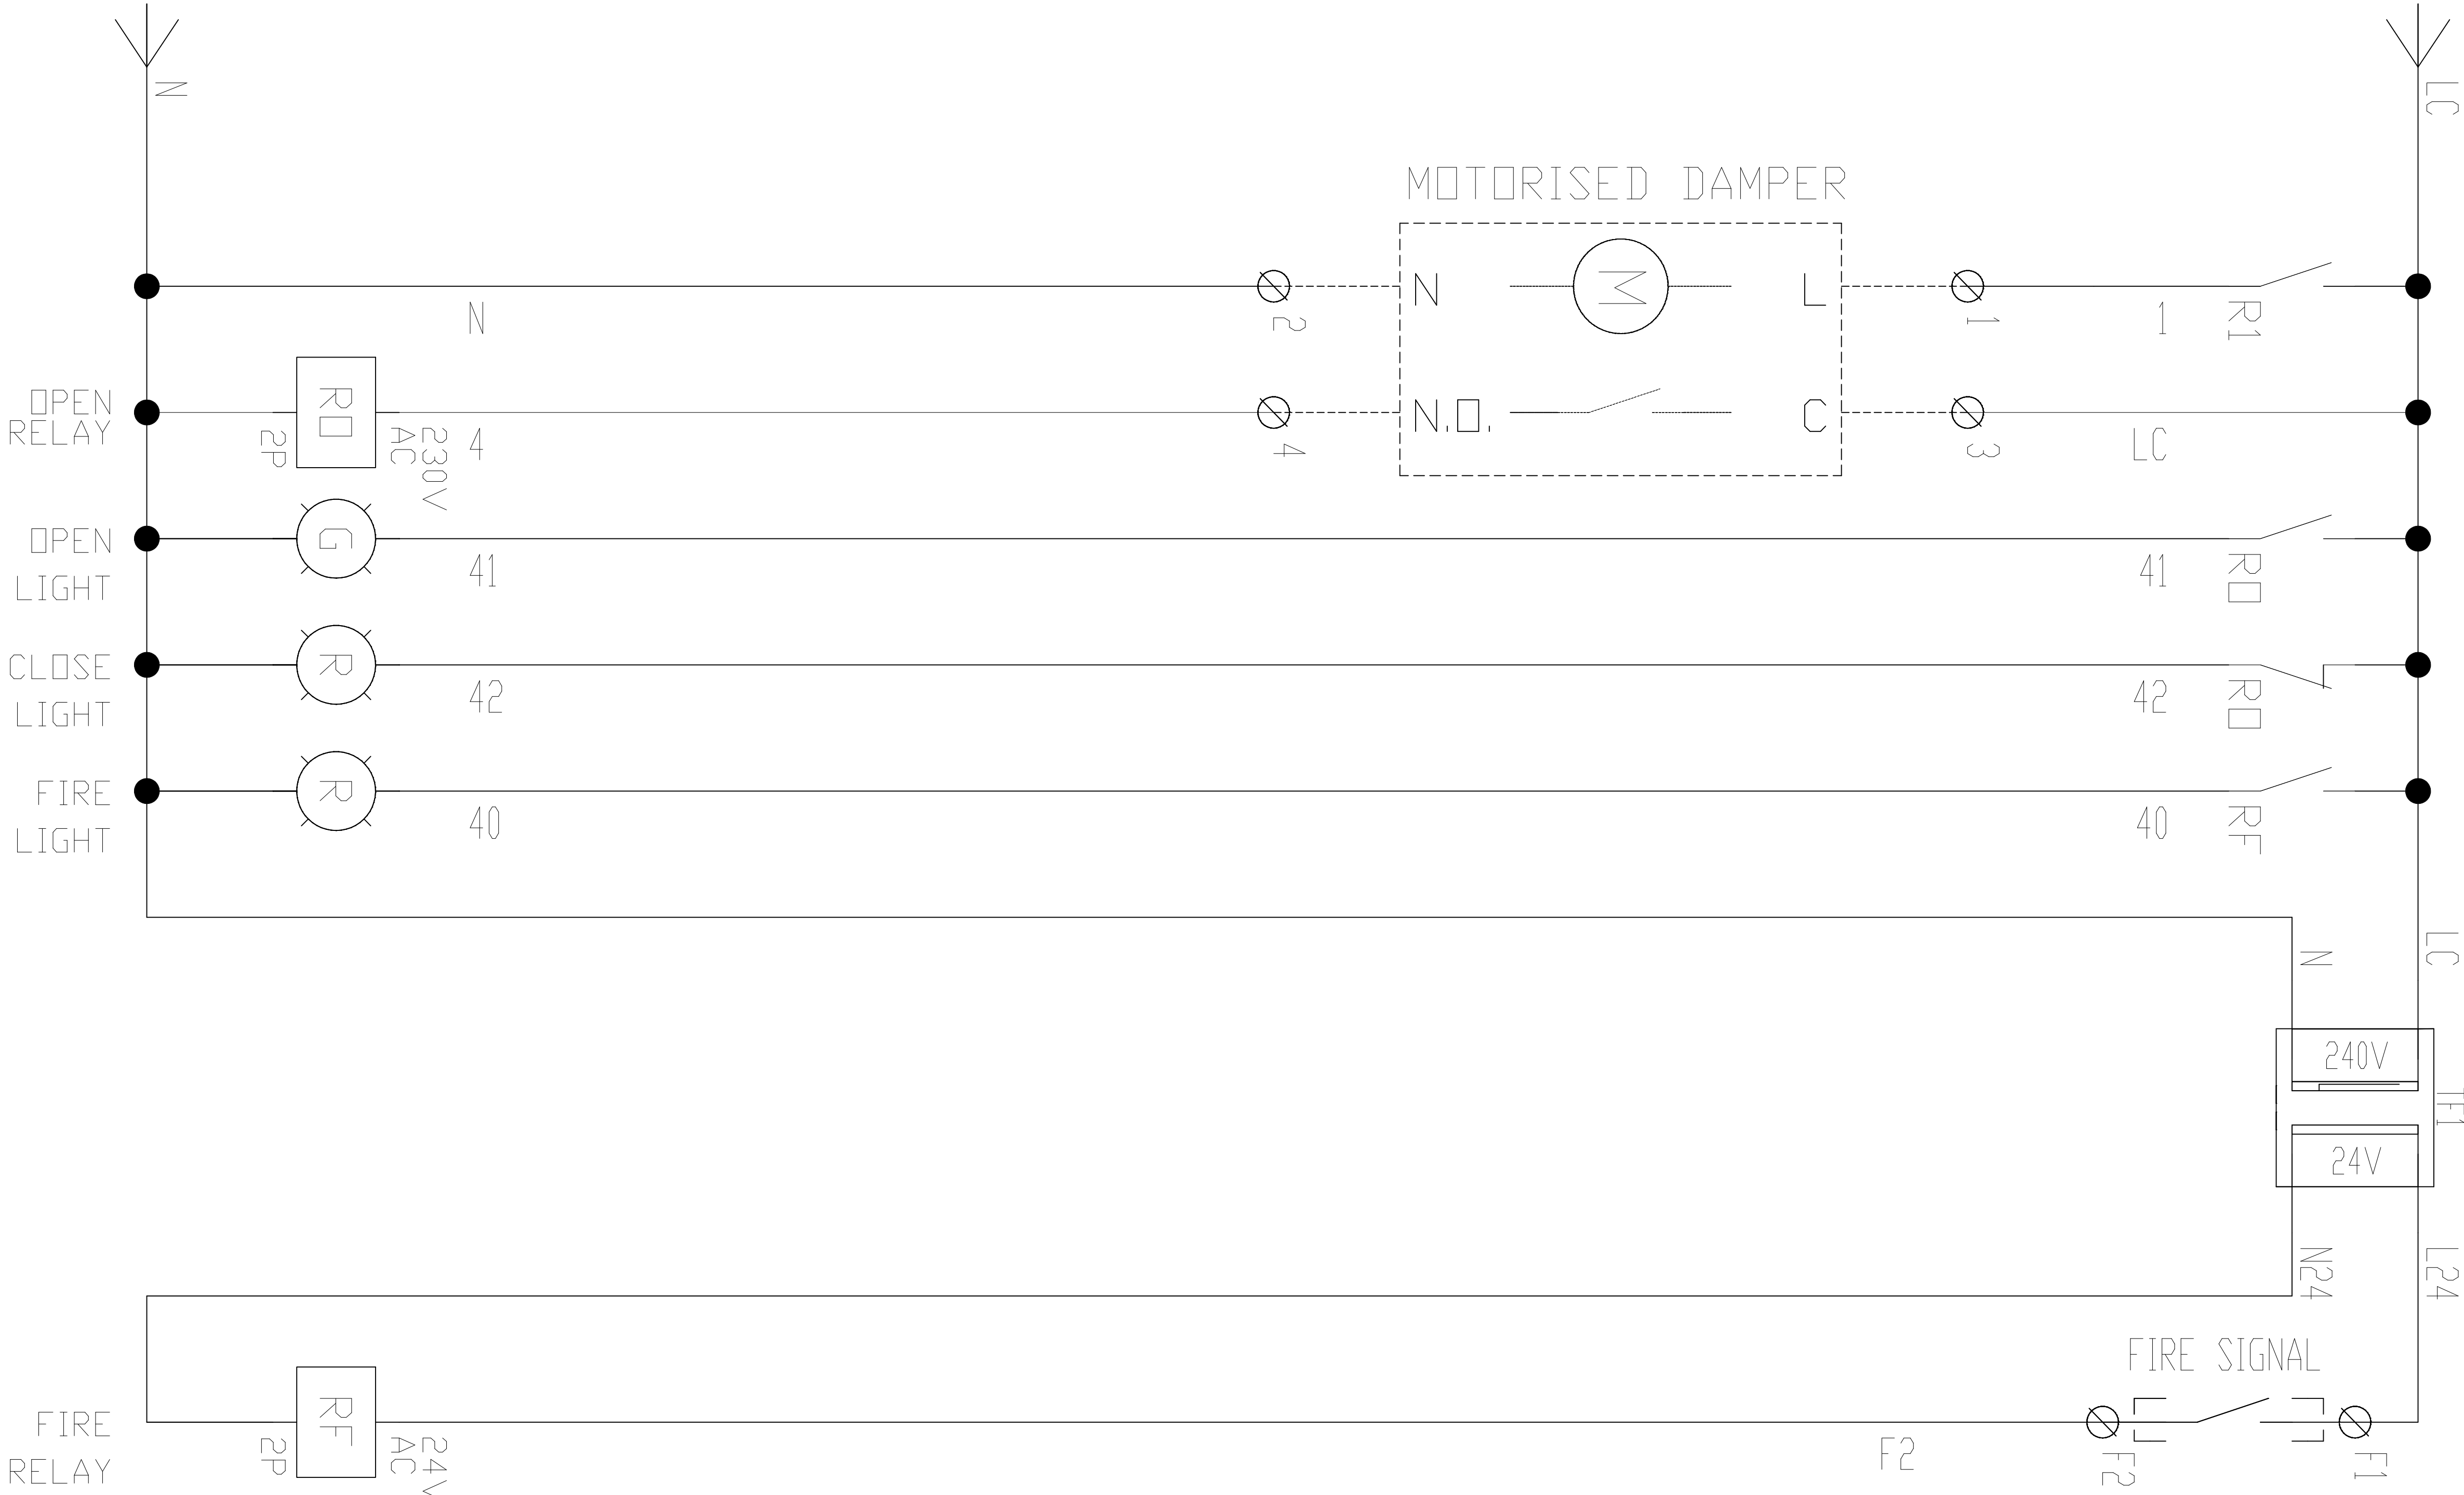 N
LC
MOTORISED DAMPER
N
M
L
N
2
1
1
R1
OPEN
RELAY
RO
2P
230V
AC
4
4
N.O.
C
3
LC
OPEN
LIGHT
G
41
41
RO
CLOSE
LIGHT
R
42
42
RO
FIRE
LIGHT
R
40
40
RF
N
LC
240V
TF1
24V
N24
L24
FIRE SIGNAL
FIRE
RELAY
RF
2P
24V
AC
F2
F2
F1